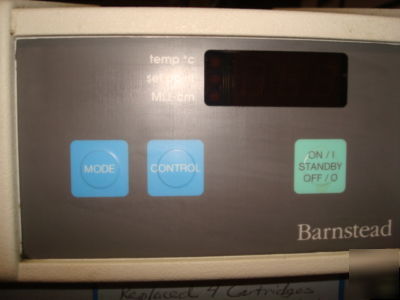 temp °c
set point
MΩ-cm
MODE
CONTROL
ON / I
STANDBY
OFF / O
Barnstead
Replaced 4 Cartridges